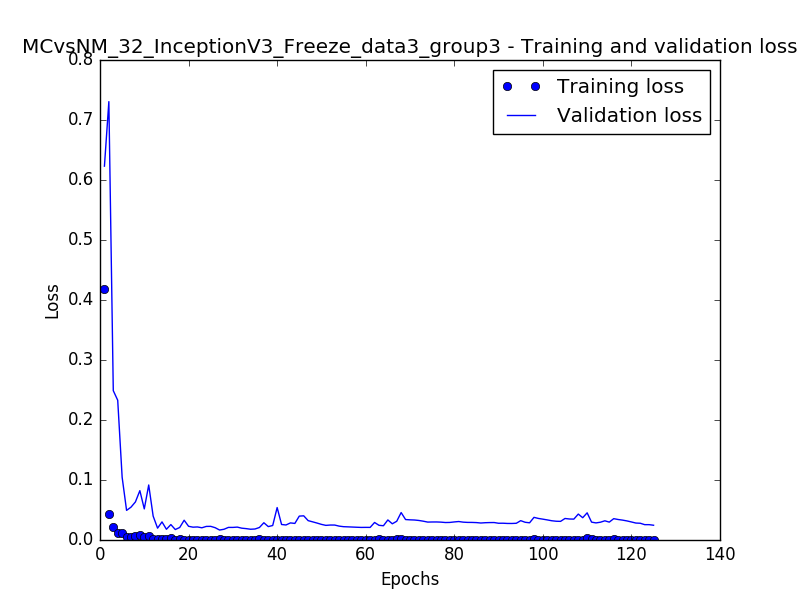 MCvsNM_32_InceptionV3_Freeze_data3_group3 - Training and validation loss
0.8
0.7
0.6
0.5
0.4
0.3
0.2
0.1
0.0
Loss
Training loss
Validation loss
0 20 40 60 80 100 120 140
Epochs